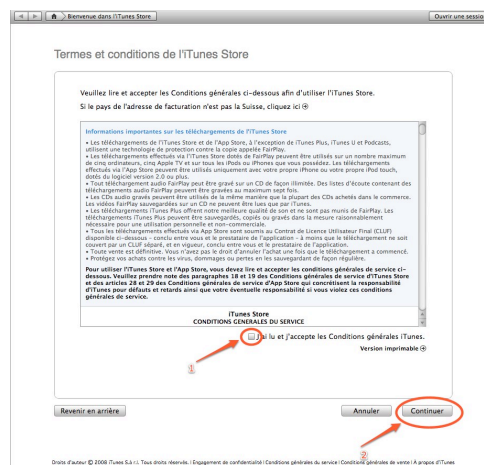 Bienvenue dans l'iTunes Store
Ouvrir une sessio
Termes et conditions de l'iTunes Store
Veuillez lire et accepter les Conditions générales ci-dessous afin d'utiliser l'iTunes Store.
Si le pays de l'adresse de facturation n'est pas la Suisse, cliquez ici
Informations importantes sur les téléchargements de l'iTunes Store
• Les téléchargements de l'iTunes Store et de l'App Store, à l'exception de iTunes Plus, iTunes U et Podcasts,
utilisent une technologie de protection contre la copie appelée FairPlay.
• Les téléchargements effectués via l'iTunes Store dotés de FairPlay peuvent être utilisés sur un nombre maximum
de cinq ordinateurs, cinq Apple TV et sur tous les iPods ou iPhones que vous possédez. Les téléchargements
effectués via l'App Store peuvent être utilisés uniquement avec votre propre iPhone ou votre propre iPod touch,
dotés du logiciel version 2.0 ou plus.
• Tout téléchargement audio FairPlay peut être gravé sur un CD de façon illimitée. Des listes d'écoute contenant des
téléchargements audio FairPlay peuvent être gravées au maximum sept fois.
• Les CDs audio gravés peuvent être utilisés de la même manière que la plupart des CDs achetés dans le commerce.
Les vidéos FairPlay sauvegardées sur un CD ne peuvent être lues que par iTunes.
• Les téléchargements iTunes Plus offrent notre meilleure qualité de son et ne sont pas munis de FairPlay. Les
téléchargements iTunes Plus peuvent être sauvegardés, copiés ou gravés dans la mesure raisonnablement
nécessaire pour une utilisation personnelle et non-commerciale.
• Tous les téléchargements effectués via App Store sont soumis au Contrat de Licence Utilisateur Final (CLUF)
disponible ci-dessous – conclu entre vous et le prestataire de l'application – à moins que le téléchargement ne soit
couvert par un CLUF séparé, et en vigueur, conclu entre vous et le prestataire de l'application.
• Toute vente est définitive. Vous n'avez pas le droit d'annuler l'achat une fois que le téléchargement a commencé.
• Protégez vos achats contre les virus, dommages ou pertes en les sauvegardant de façon régulière.
Pour utiliser l'iTunes Store et l'App Store, vous devez lire et accepter les conditions générales de service ci-
dessous. Veuillez prendre note des paragraphes 18 et 19 des Conditions générales de service d'iTunes Store
et des articles 28 et 29 des Conditions générales de service d'App Store qui concrétisent la responsabilité
d'iTunes pour défauts et retards ainsi que votre éventuelle responsabilité si vous violez ces conditions
générales de service.
iTunes Store
CONDITIONS GENERALES DU SERVICE
J'ai lu et j'accepte les Conditions générales iTunes.
Version imprimable
1
Revenir en arrière
Annuler
Continuer
2
Droits d'auteur © 2008 iTunes S.à r.l. Tous droits réservés. | Engagement de confidentialité | Conditions générales du service | Conditions générales de vente | A propos d'iTunes